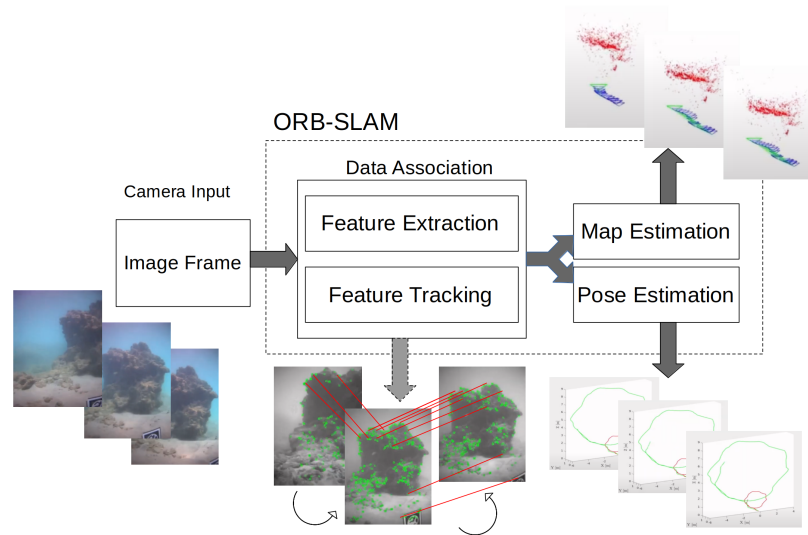 ORB-SLAM
Data Association
Camera Input
Feature Extraction
Map Estimation
Image Frame
Feature Tracking
Pose Estimation